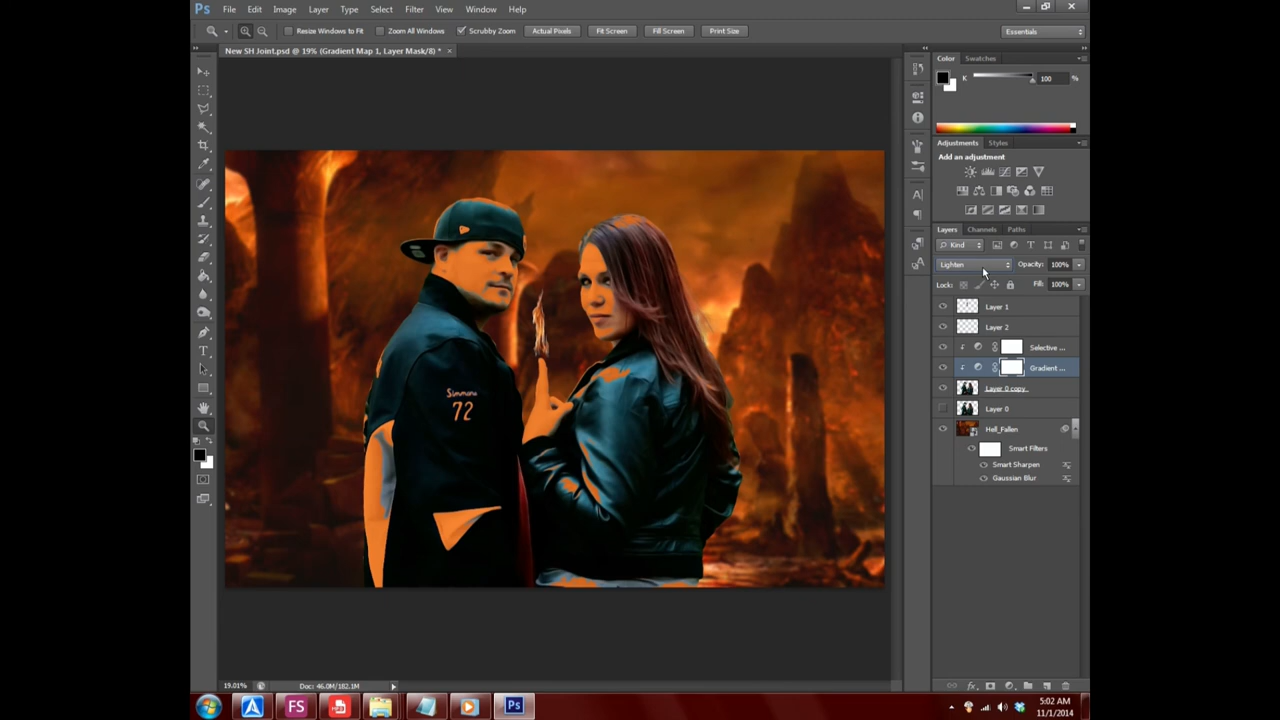 Ps File Edit Image Layer Type Select Filter View Window Help
Resize Windows to Fit Zoom All Windows Scrubby Zoom Actual Pixels Fit Screen Fill Screen Print Size Essentials
New SH Joint.psd @ 19% (Gradient Map 1, Layer Mask/8) * ×
Color Swatches
K 100 %
Adjustments Styles
Add an adjustment
Layers Channels Paths
Kind
Lighten Opacity: 100%
Lock: Fill: 100%
Layer 1
Layer 2
Selective ...
Gradient ...
Layer 0 copy
Layer 0
Hell_Fallen
Smart Filters
Smart Sharpen
Gaussian Blur
Simmons
72
19.01% Doc: 46.0M/182.1M
FS Ps
5:02 AM
11/1/2014